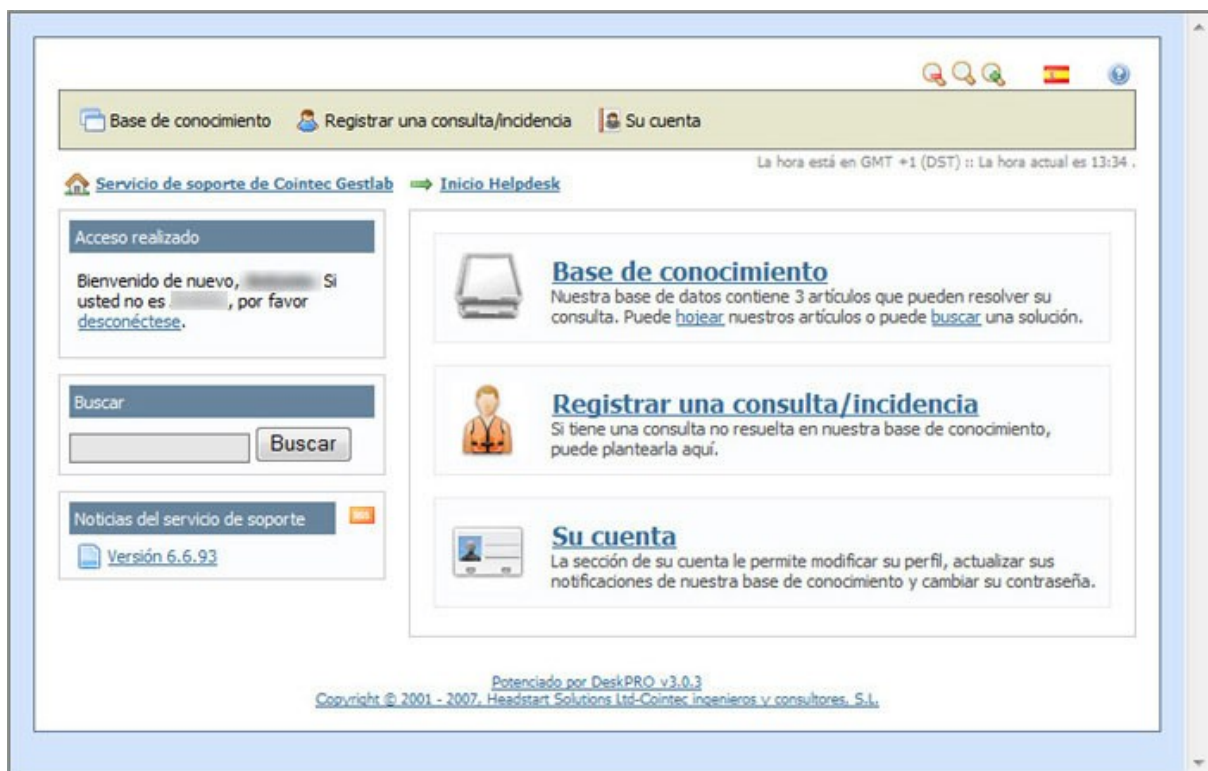 Base de conocimiento Registrar una consulta/incidencia Su cuenta
La hora está en GMT +1 (DST) :: La hora actual es 13:34 .
Servicio de soporte de Cointec Gestlab Inicio Helpdesk
Acceso realizado
Bienvenido de nuevo, Si
usted no es , por favor
desconéctese.
Buscar
Buscar
Noticias del servicio de soporte
Versión 6.6.93
Base de conocimiento
Nuestra base de datos contiene 3 artículos que pueden resolver su
consulta. Puede hojear nuestros artículos o puede buscar una solución.
Registrar una consulta/incidencia
Si tiene una consulta no resuelta en nuestra base de conocimiento,
puede plantearla aquí.
Su cuenta
La sección de su cuenta le permite modificar su perfil, actualizar sus
notificaciones de nuestra base de conocimiento y cambiar su contraseña.
Potenciado por DeskPRO v3.0.3
Copyright © 2001 - 2007, Headstart Solutions Ltd-Cointec ingenieros y consultores, S.L.